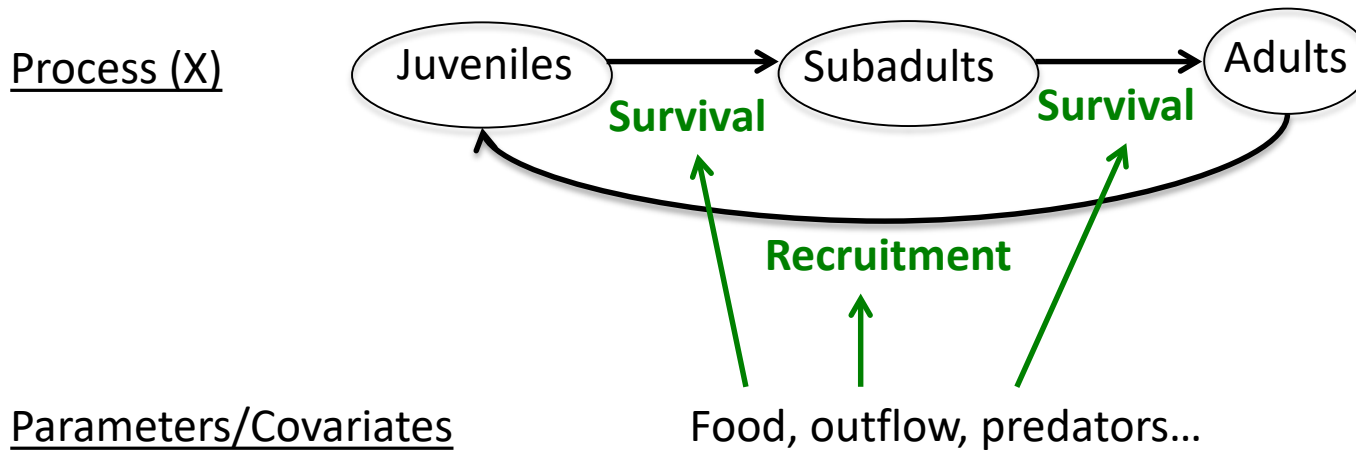 Process (X)
Juveniles
Subadults
Adults
Survival
Survival
Recruitment
Parameters/Covariates
Food, outflow, predators...